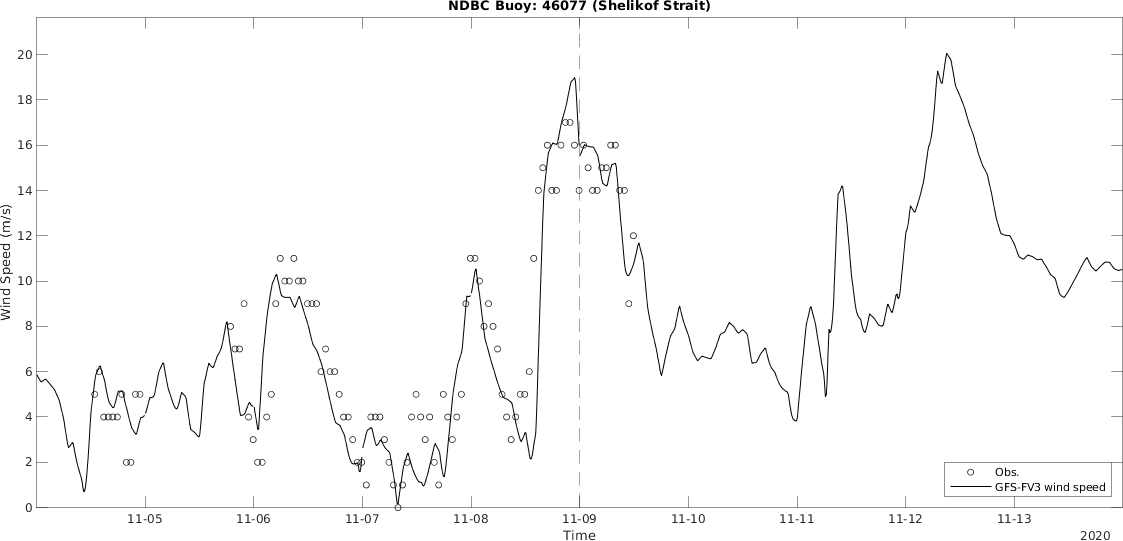 NDBC Buoy: 46077 (Shelikof Strait)
Wind Speed (m/s)
20
18
16
14
12
10
8
6
4
2
0
Obs.
GFS-FV3 wind speed
11-05 11-06 11-07 11-08 11-09 11-10 11-11 11-12 11-13
Time
2020